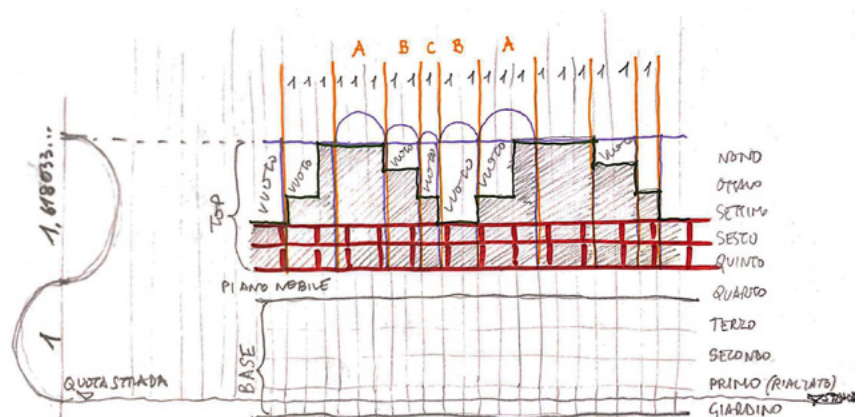 A B C B A
1 1 1 1 1 1 1 1 1 1 1 1 1 1 1 1 1 1 1
1,618033...
1
TOP
VUOTO
VUOTO
VUOTO
VUOTO
VUOTO
VUOTO
VUOTO
NONO
OTTAVO
SETTIMO
SESTO
QUINTO
PIANO NOBILE
QUARTO
BASE
TERZO
SECONDO
QUOTA STRADA
PRIMO (RIALZATO)
GIARDINO